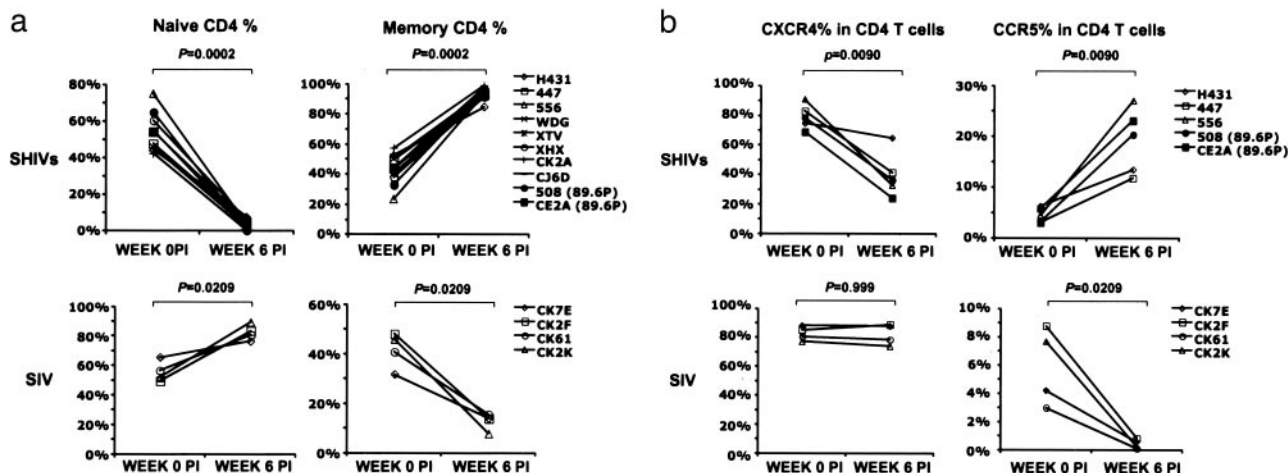 a
Naive CD4 %
Memory CD4 %
P=0.0002
P=0.0002
SHIVs
80%
60%
40%
20%
0%
WEEK 0PI WEEK 6 PI
100%
80%
60%
40%
20%
0%
WEEK 0 PI WEEK 6 PI
H431
447
556
WDG
XTV
XHX
CK2A
CJ6D
508 (89.6P)
CE2A (89.6P)
SIV
P=0.0209
100%
80%
60%
40%
20%
0%
WEEK 0 PI WEEK 6 PI
P=0.0209
60%
40%
20%
0%
WEEK 0 PI WEEK 6 PI
CK7E
CK2F
CK61
CK2K
b
CXCR4% in CD4 T cells
CCR5% in CD4 T cells
p=0.0090
P=0.0090
SHIVs
100%
80%
60%
40%
20%
0%
WEEK 0 PI WEEK 6 PI
30%
20%
10%
0%
WEEK 0 PI WEEK 6 PI
H431
447
556
508 (89.6P)
CE2A (89.6P)
SIV
P=0.999
100%
80%
60%
40%
20%
0%
WEEK 0 PI WEEK 6 PI
P=0.0209
10%
8%
6%
4%
2%
0%
WEEK 0 PI WEEK 6 PI
CK7E
CK2F
CK61
CK2K